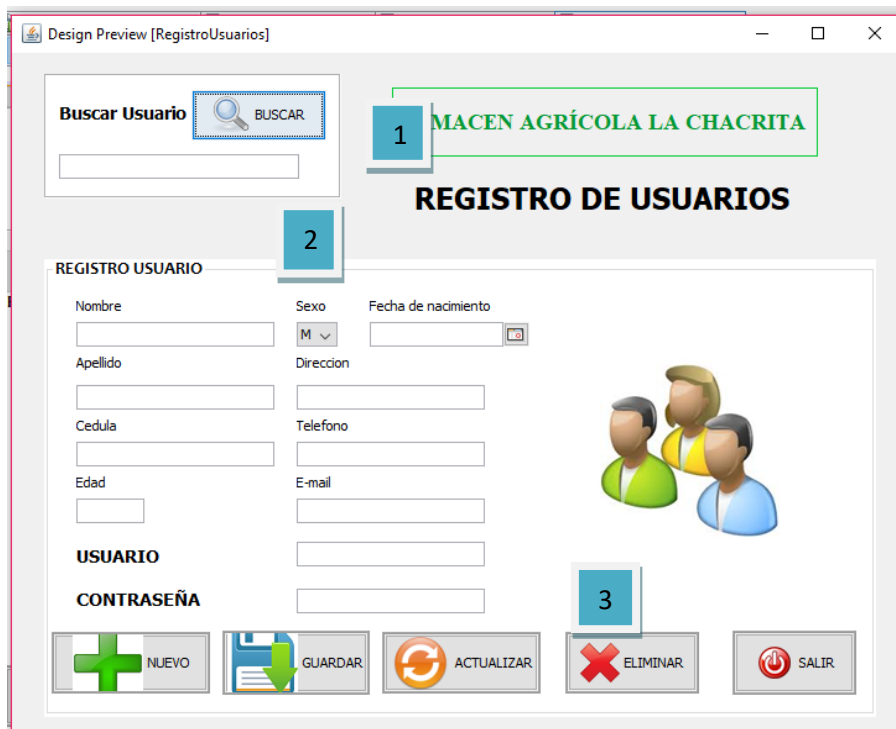 Design Preview [RegistroUsuarios]
Buscar Usuario
BUSCAR
1
MACEN AGRÍCOLA LA CHACRITA
REGISTRO DE USUARIOS
2
REGISTRO USUARIO
Nombre
Sexo
Fecha de nacimiento
M
Apellido
Direccion
Cedula
Telefono
Edad
E-mail
USUARIO
CONTRASEÑA
3
NUEVO
GUARDAR
ACTUALIZAR
ELIMINAR
SALIR